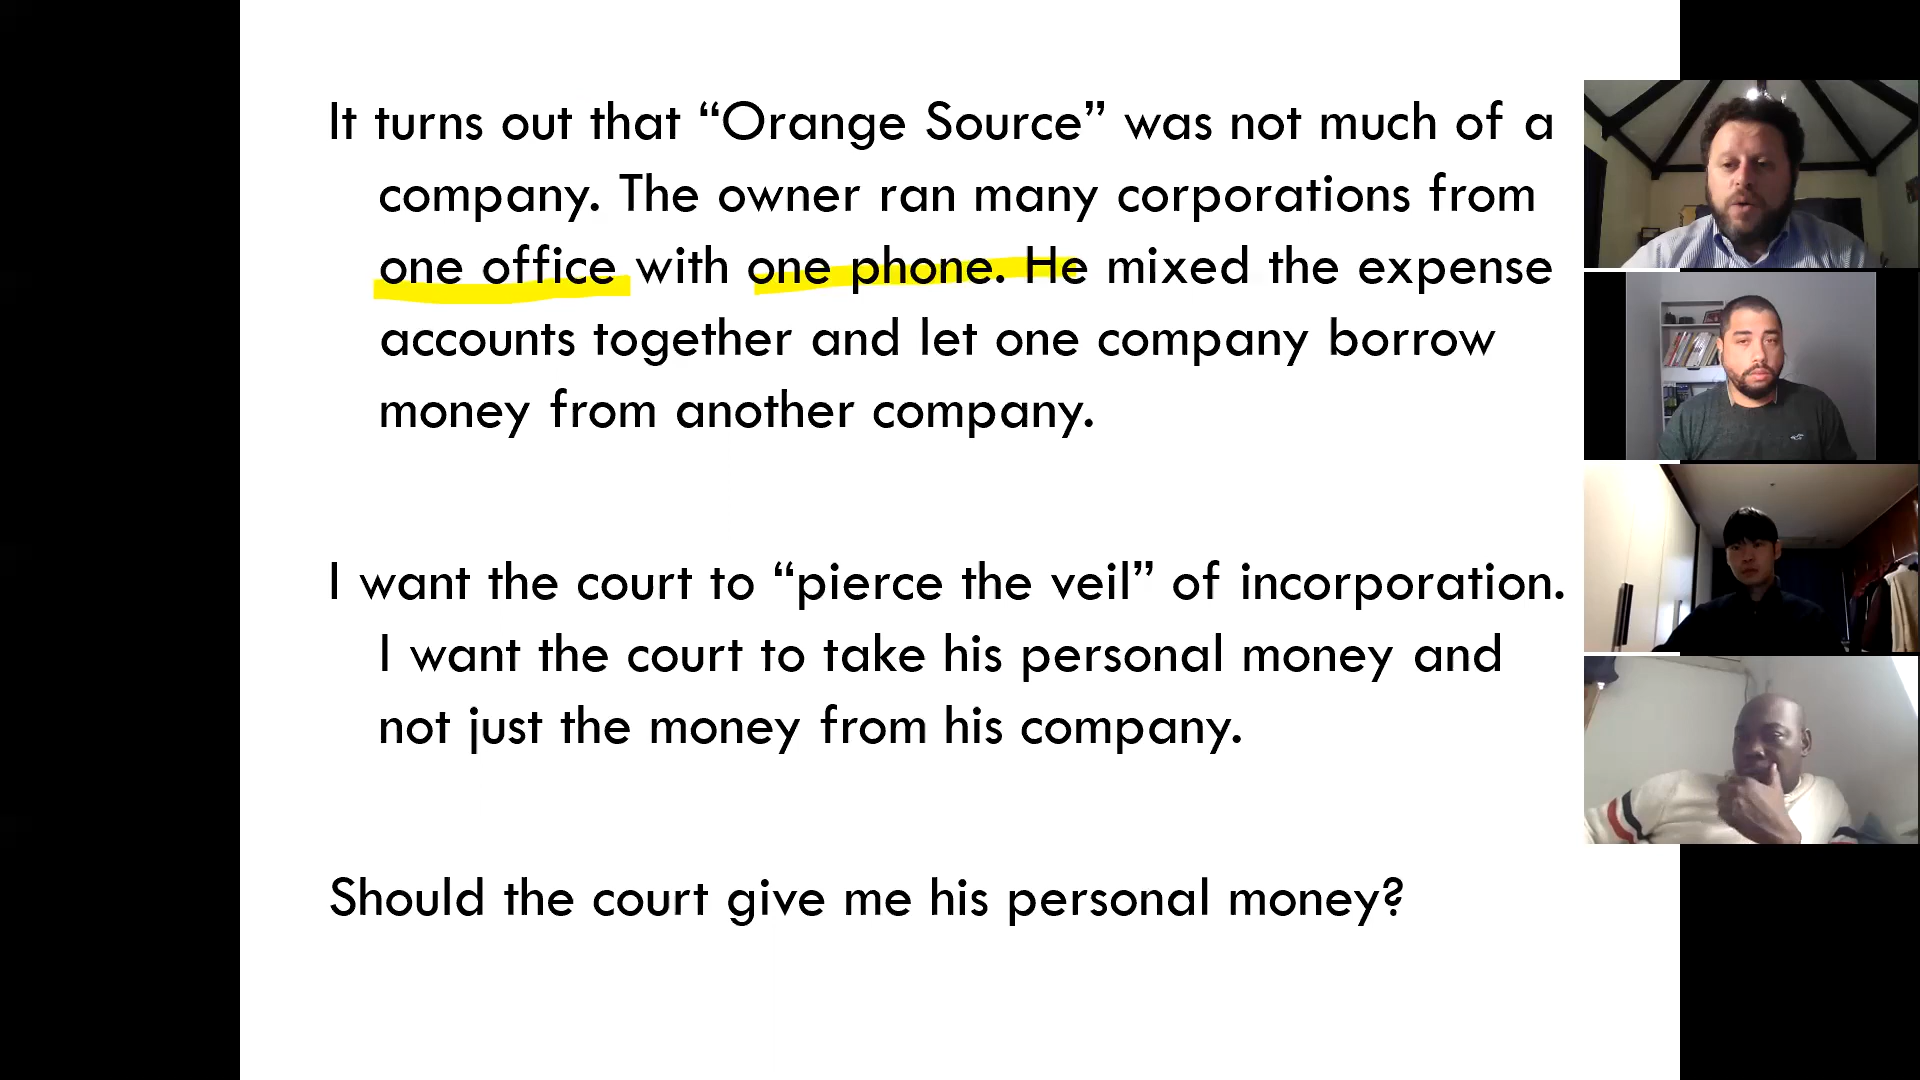 It turns out that “Orange Source” was not much of a
company. The owner ran many corporations from
one office with one phone. He mixed the expense
accounts together and let one company borrow
money from another company.
I want the court to “pierce the veil” of incorporation.
I want the court to take his personal money and
not just the money from his company.
Should the court give me his personal money?